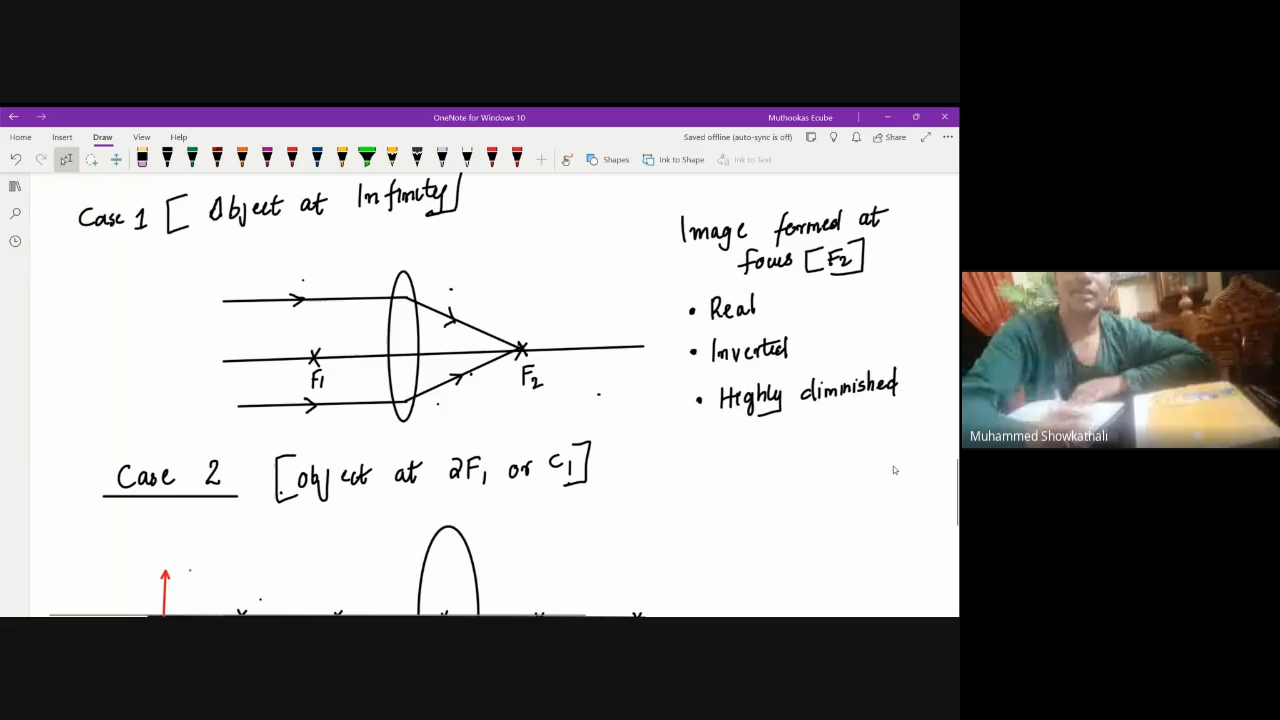 OneNote for Windows 10
Muthookas Ecube
Home Insert Draw View Help
Saved offline (auto-sync is off)
Share
Shapes
Ink to Shape
Ink to Text
Case 1 [Object at Infinity]
Image formed at
focus [F2]
• Real
• Inverted
• Highly diminished
F1
F2
Case 2 [object at 2F1 or C1]
Muhammed Showkathali